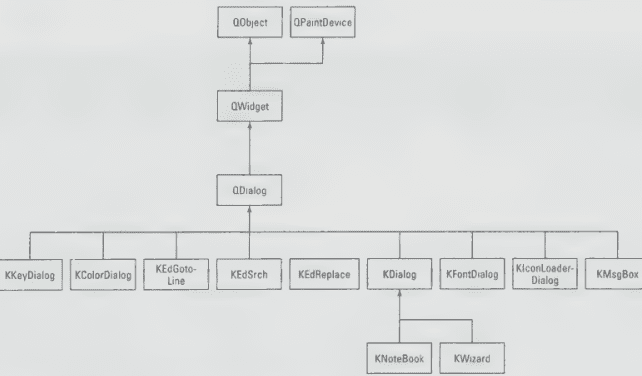 QObject
QPaintDevice
QWidget
QDialog
KKeyDialog
KColorDialog
KEdGoto-
Line
KEdSrch
KEdReplace
KDialog
KFontDialog
KIconLoader-
Dialog
KMsgBox
KNoteBook
KWizard